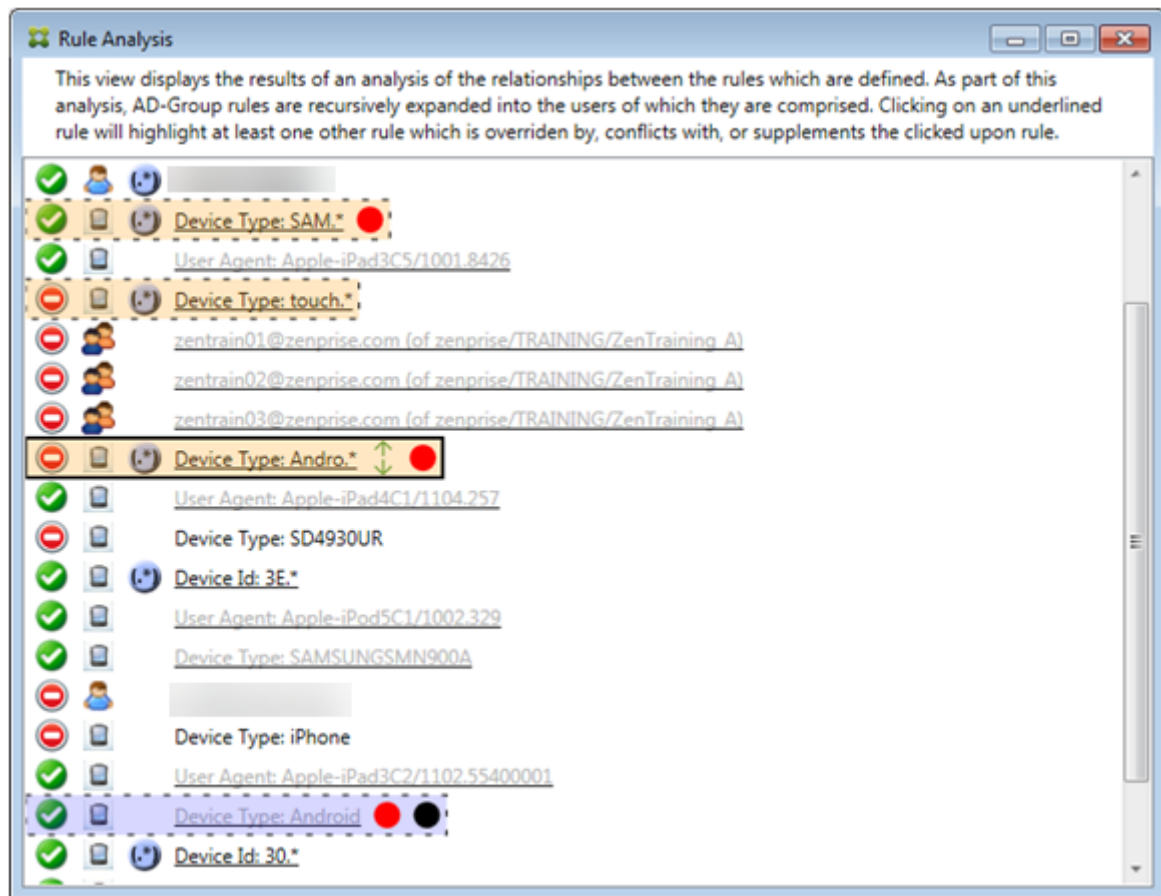 Rule Analysis
This view displays the results of an analysis of the relationships between the rules which are defined. As part of this
analysis, AD-Group rules are recursively expanded into the users of which they are comprised. Clicking on an underlined
rule will highlight at least one other rule which is overriden by, conflicts with, or supplements the clicked upon rule.
(.*)
(.*) Device Type: SAM.*
User Agent: Apple-iPad3C5/1001.8426
(.*) Device Type: touch.*
zentrain01@zenprise.com (of zenprise/TRAINING/ZenTraining_A)
zentrain02@zenprise.com (of zenprise/TRAINING/ZenTraining_A)
zentrain03@zenprise.com (of zenprise/TRAINING/ZenTraining_A)
(.*) Device Type: Andro.*
User Agent: Apple-iPad4C1/1104.257
Device Type: SD4930UR
(.*) Device Id: 3E.*
User Agent: Apple-iPod5C1/1002.329
Device Type: SAMSUNGSMN900A
Device Type: iPhone
User Agent: Apple-iPad3C2/1102.55400001
Device Type: Android
(.*) Device Id: 30.*